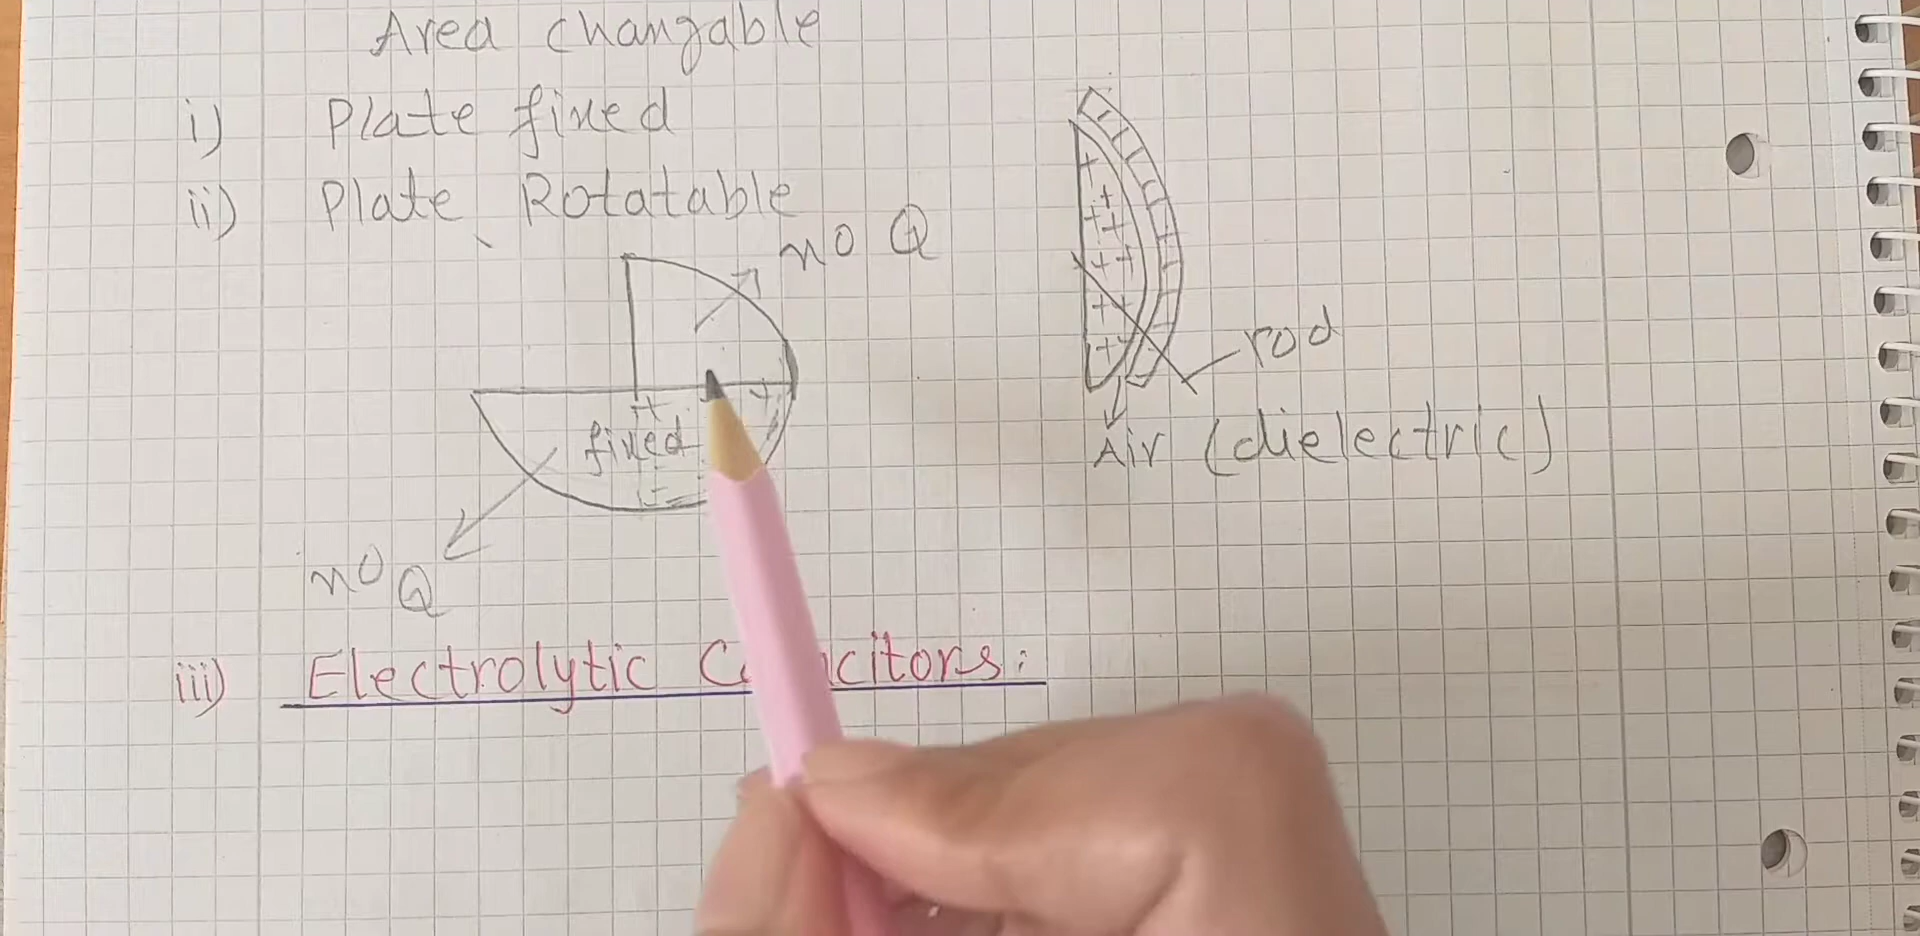 Area changable
i) Plate fixed
ii) Plate Rotatable
no Q
fixed
no Q
rod
Air (dielectric)
iii) Electrolytic